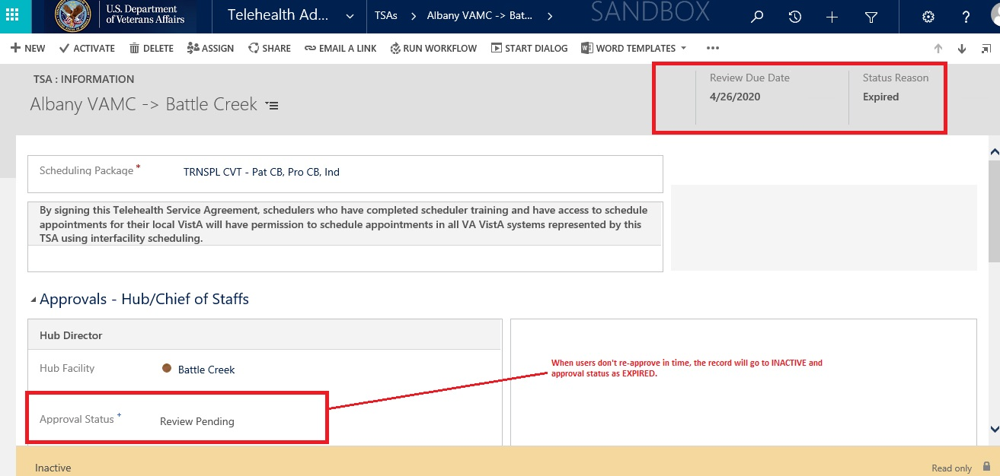 U.S. Department
of Veterans Affairs
Telehealth Ad...
TSAs
Albany VAMC -> Bat...
SANDBOX
NEW
ACTIVATE
DELETE
ASSIGN
SHARE
EMAIL A LINK
RUN WORKFLOW
START DIALOG
WORD TEMPLATES
TSA : INFORMATION
Albany VAMC -> Battle Creek
Review Due Date
4/26/2020
Status Reason
Expired
Scheduling Package *
TRNSPL CVT - Pat CB, Pro CB, Ind
By signing this Telehealth Service Agreement, schedulers who have completed scheduler training and have access to schedule
appointments for their local VistA will have permission to schedule appointments in all VA VistA systems represented by this
TSA using interfacility scheduling.
Approvals - Hub/Chief of Staffs
Hub Director
Hub Facility
Battle Creek
When users don't re-approve in time, the record will go to INACTIVE and
approval status as EXPIRED.
Approval Status +
Review Pending
Inactive
Read only